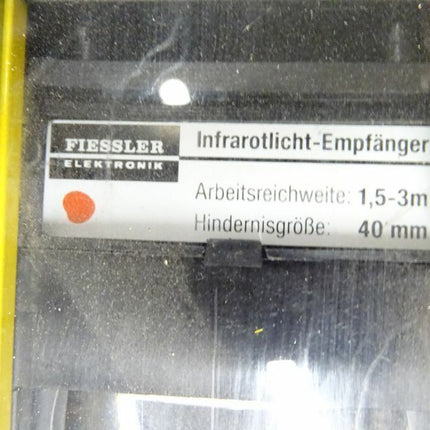 FIESSLER
ELEKTRONIK
Infrarotlicht-Empfänger
Arbeitsreichweite: 1,5-3m
Hindernisgröße: 40 mm